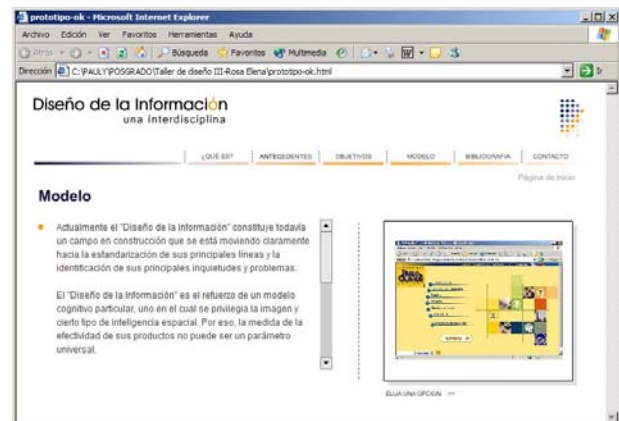 prototipo-ok - Microsoft Internet Explorer
Archivo Edición Ver Favoritos Herramientas Ayuda
Atrás Búsqueda Favoritos Multimedia
Dirección C:\PAULY\POSGRADO\Taller de diseño III-Rosa Elena\prototipo-ok.html Ir
Diseño de la Información
una interdisciplina
¿QUÉ ES? ANTECEDENTES OBJETIVOS MODELO BIBLIOGRAFIA CONTACTO
Página de inicio
Modelo
Actualmente el "Diseño de la Información" constituye todavía
un campo en construcción que se está moviendo claramente
hacia la estandarización de sus principales líneas y la
identificación de sus principales inquietudes y problemas.
El "Diseño de la Información" es el refuerzo de un modelo
cognitivo particular, uno en el cual se privilegia la imagen y
cierto tipo de inteligencia espacial. Por eso, la medida de la
efectividad de sus productos no puede ser un parámetro
universal.
ELIJA UNA OPCION >>